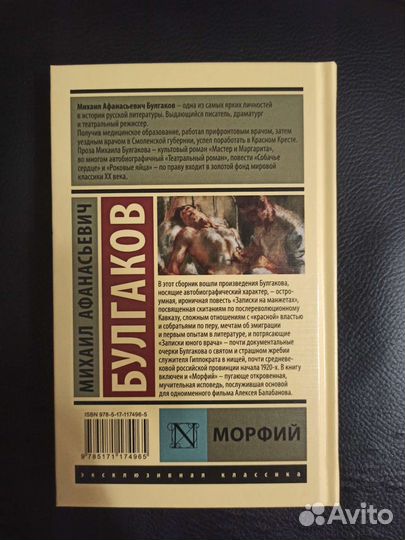 Михаил Афанасьевич Булгаков – одна из самых ярких личностей
в истории русской литературы. Выдающийся писатель, драматург
и театральный режиссер.
Получив медицинское образование, работал прифронтовым врачом, затем
уездным врачом в Смоленской губернии, успел поработать в Красном Кресте.
Проза Михаила Булгакова – культовый роман «Мастер и Маргарита»,
во многом автобиографичный «Театральный роман», повести «Собачье
сердце» и «Роковые яйца» – по праву входит в золотой фонд мировой
классики XX века.
МИХАИЛ АФАНАСЬЕВИЧ
БУЛГАКОВ
В этот сборник вошли произведения Булгакова,
носящие автобиографический характер, – остро-
умная, ироничная повесть «Записки на манжетах»,
посвященная скитаниям по послереволюционному
Кавказу, сложным отношениям с «красной» властью
и собратьями по перу, мечтам об эмиграции
и первым опытам в литературе, и потрясающие
«Записки юного врача» –
почти документальные
очерки Булгакова о святом и страшном жребии
служителя Гиппократа в нищей, почти средневе-
ковой российской провинции начала 1920-х. В книгу
включен и «Морфий» – пугающе откровенная,
мучительная исповедь, послужившая основой
для одноименного фильма Алексея Балабанова.
ISBN 978-5-17-117496-5
9 785171 174965
N
МОРФИЙ
эксклюзивная классика
Avito